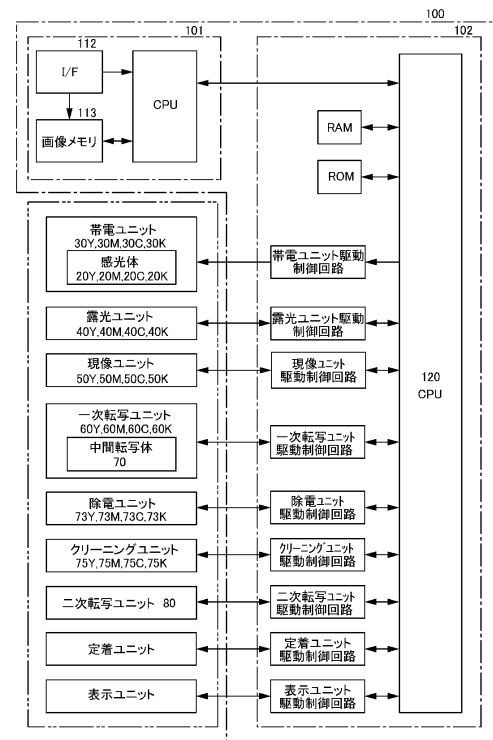 100
101
102
112
I/F
CPU
113
画像メモリ
RAM
ROM
帯電ユニット
30Y,30M,30C,30K
感光体
20Y,20M,20C,20K
帯電ユニット駆動
制御回路
露光ユニット
40Y,40M,40C,40K
露光ユニット駆動
制御回路
現像ユニット
50Y,50M,50C,50K
現像ユニット
駆動制御回路
120
CPU
一次転写ユニット
60Y,60M,60C,60K
中間転写体
70
一次転写ユニット
駆動制御回路
除電ユニット
73Y,73M,73C,73K
除電ユニット
駆動制御回路
クリーニングユニット
75Y,75M,75C,75K
クリーニングユニット
駆動制御回路
二次転写ユニット 80
二次転写ユニット
駆動制御回路
定着ユニット
定着ユニット
駆動制御回路
表示ユニット
表示ユニット
駆動制御回路